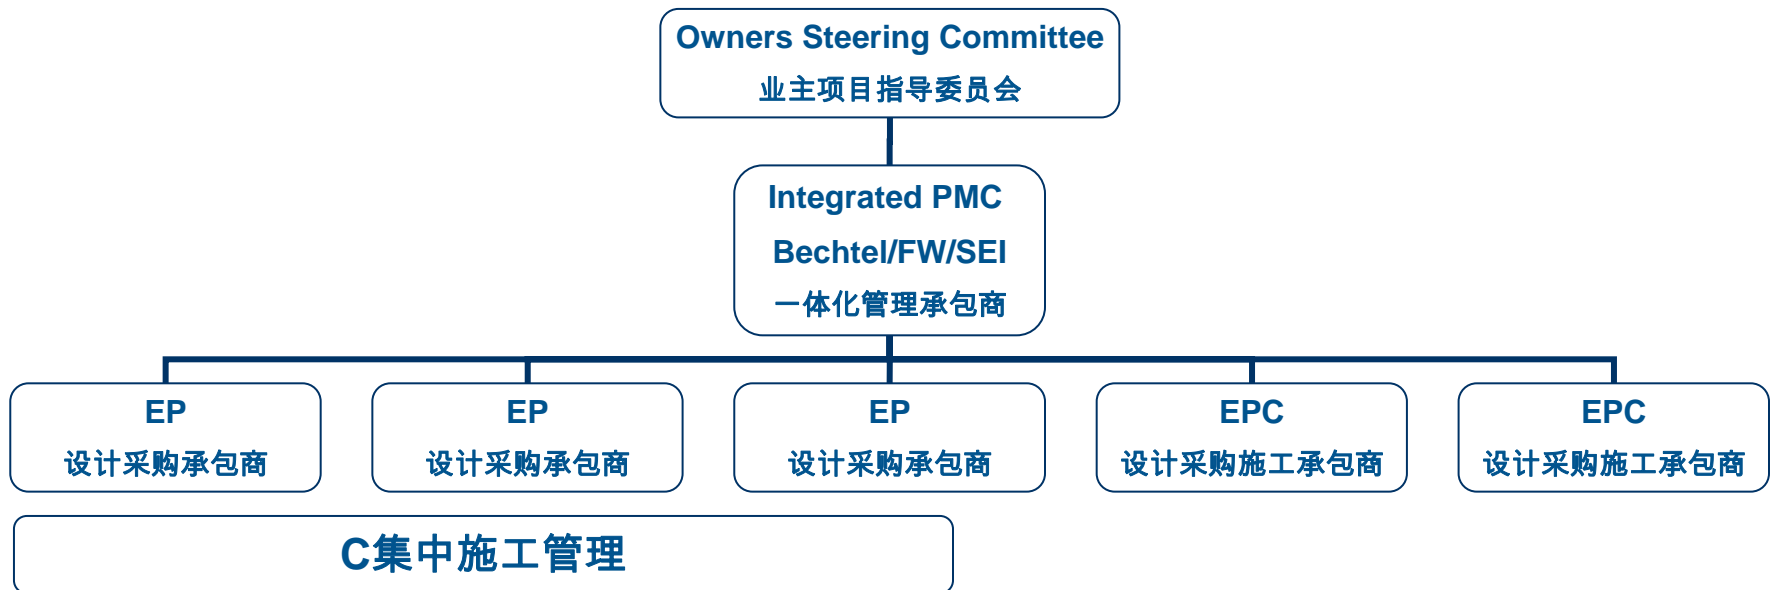 Owners Steering Committee
业主项目指导委员会
Integrated PMC
Bechtel/FW/SEI
一体化管理承包商
EP
设计采购承包商
EP
设计采购承包商
EP
设计采购承包商
EPC
设计采购施工承包商
EPC
设计采购施工承包商
C集中施工管理